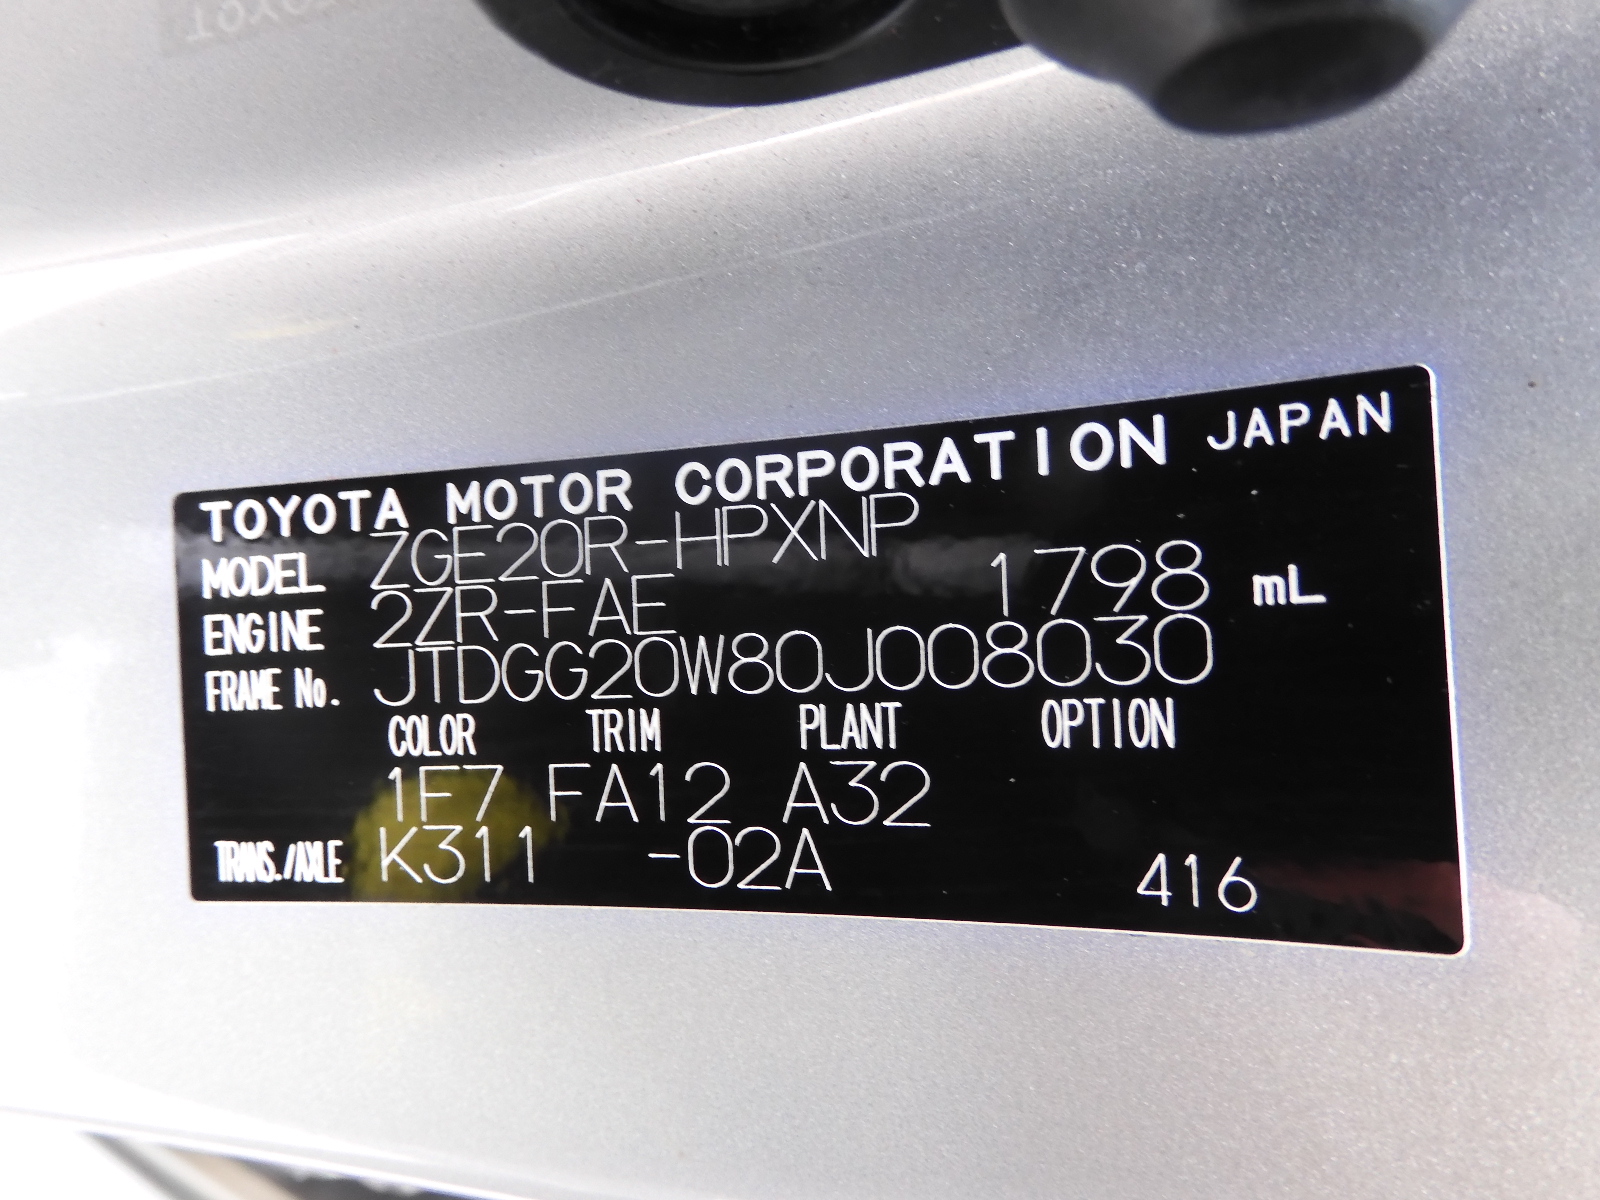 TOYOTA MOTOR CORPORATION JAPAN
MODEL ZGE20R-HPXNP
ENGINE 2ZR-FAE 1798 mL
FRAME No. JTDGG20W80J008030
COLOR TRIM PLANT OPTION
1F7 FA12 A32
TRANS./AXLE K311 -02A 416